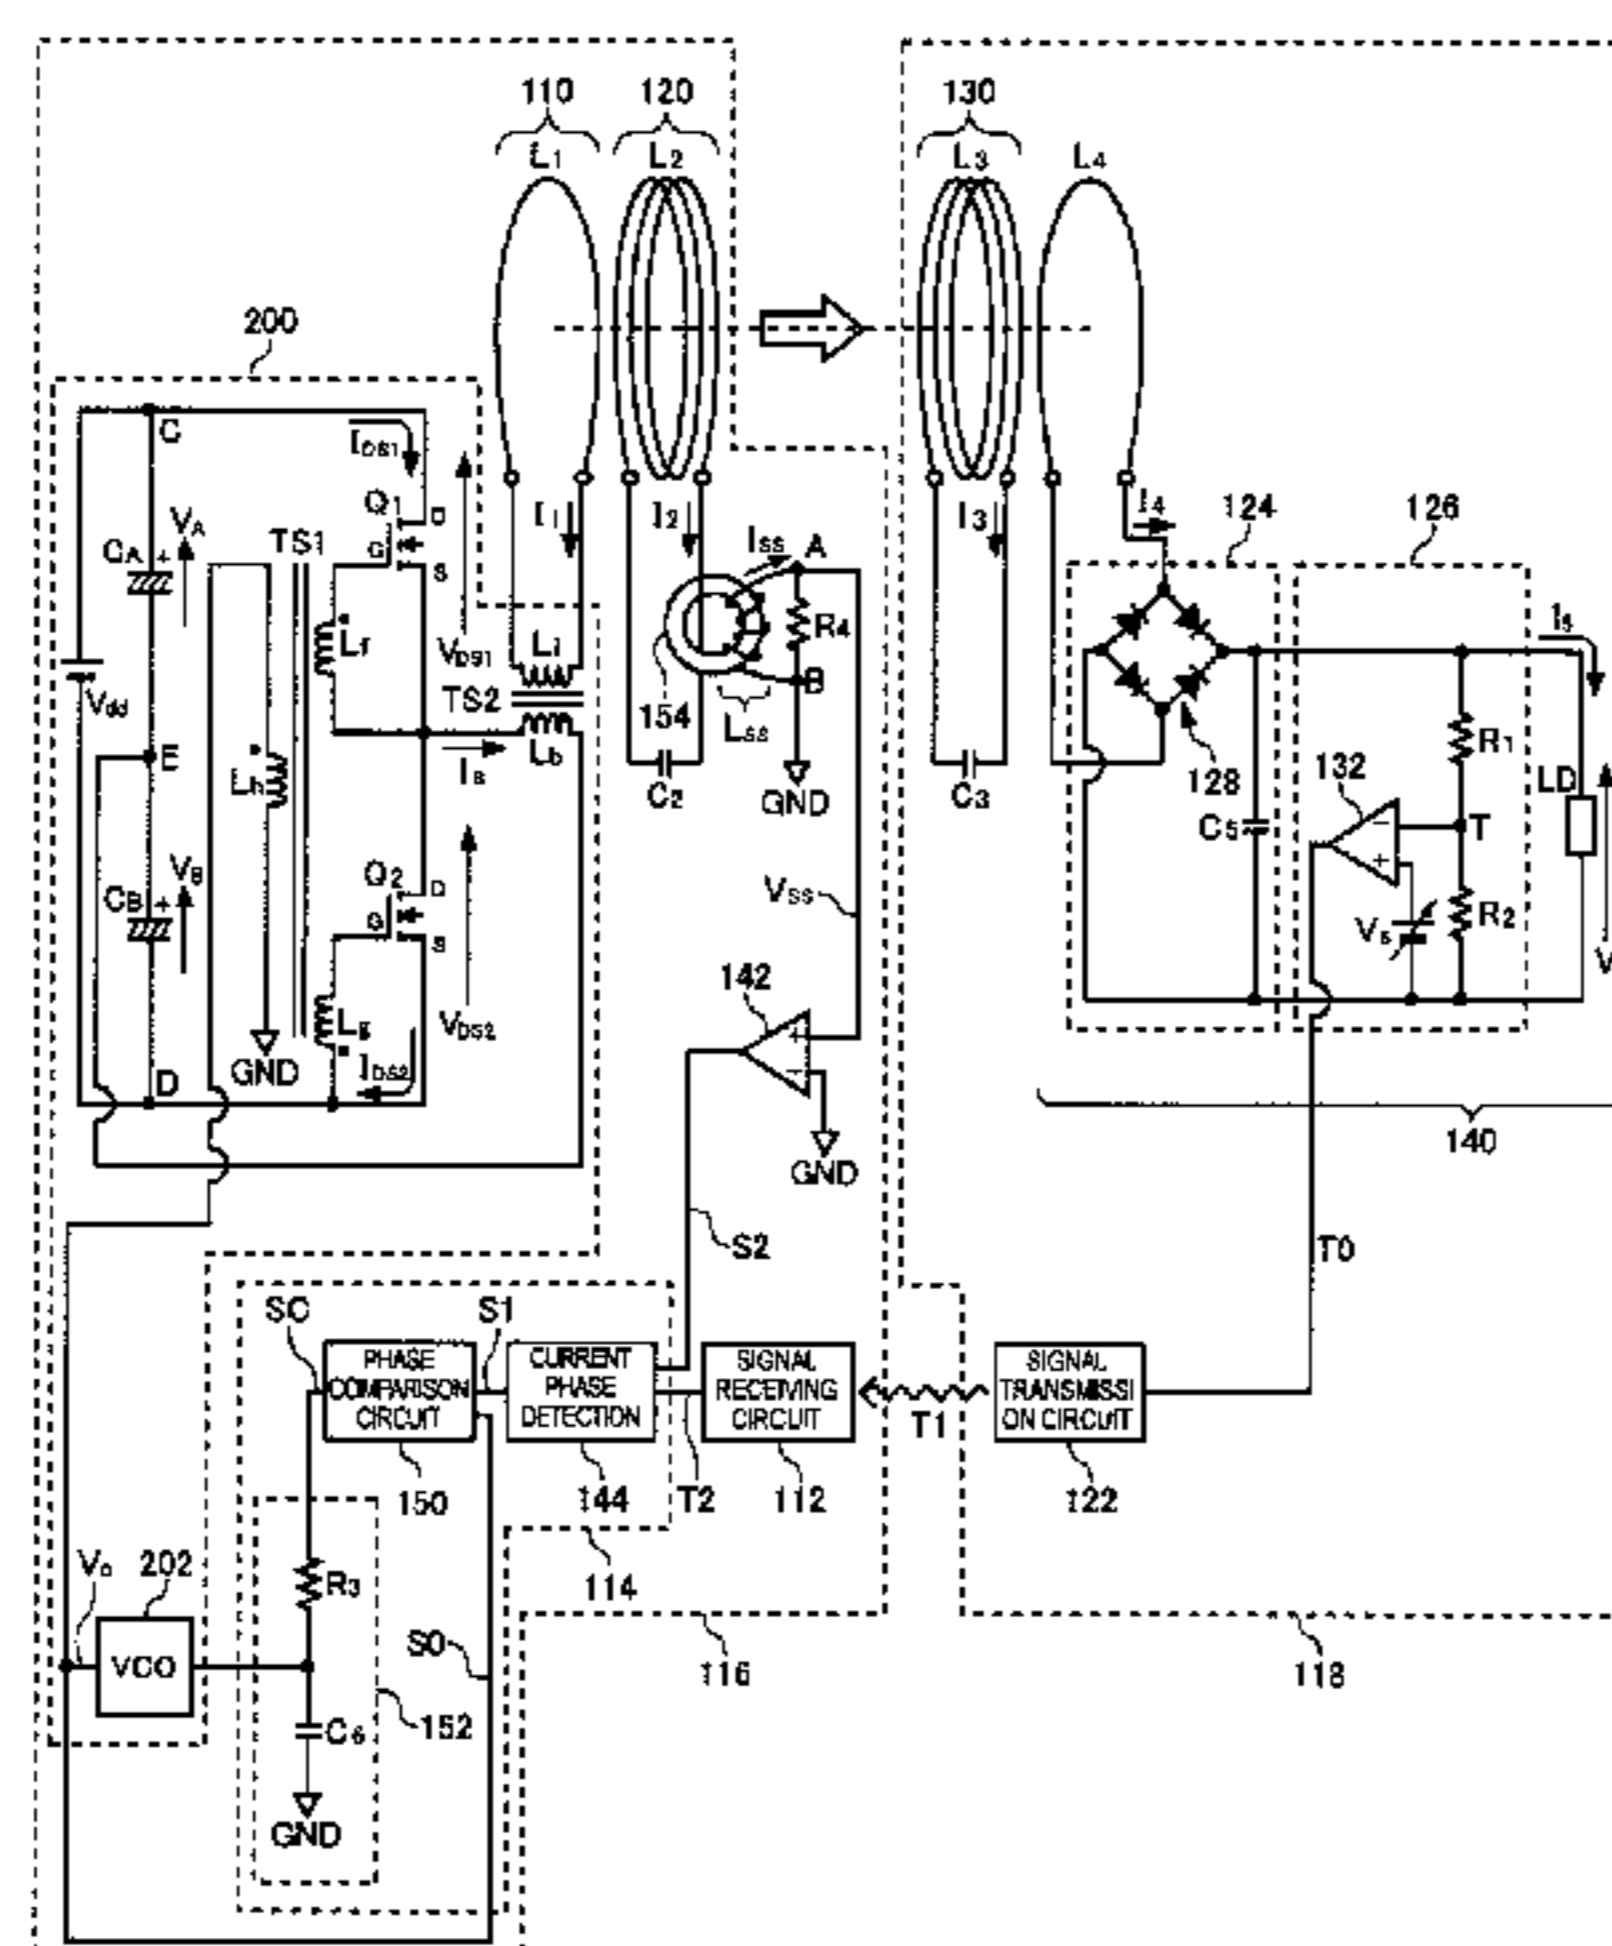 110 120 130
L1 L2 L3 L4
200
C IDS1
I1 I2 I3 I4
124 126
VA Q1 D
CA + TS1 G S
ISS A
R4
I5
Lf VDS1 Li
TS2
Vdd
154 LSS B
R1
E Lh IB Lb
C2 GND C3
128 132 LD
C5 T
VB Q2 D
CB + G S
VSS
R2
VS
142
Lg VDS2
GND IDS2
D
GND
140
S2
T0
SC S1
PHASE
COMPARISON
CIRCUIT
CURRENT
PHASE
DETECTION
SIGNAL
RECEIVING
CIRCUIT
SIGNAL
TRANSMISSI
ON CIRCUIT
T1
150 144 T2 112 122
Vo 202 R3 114
S0
VCO
116 118
C6 152
GND